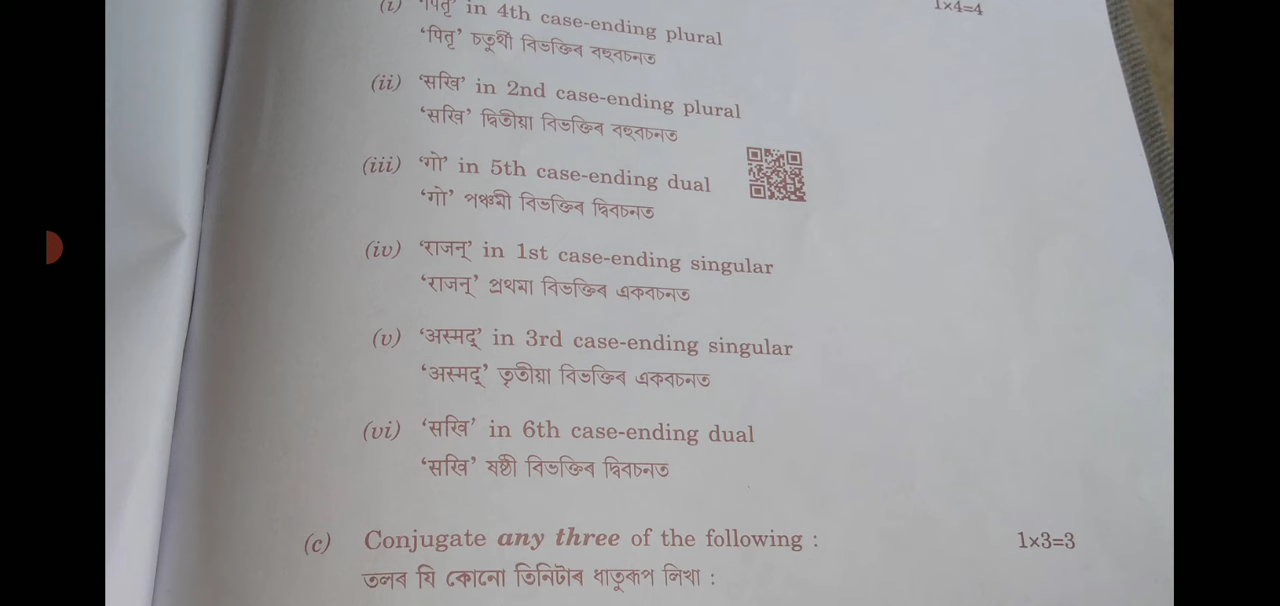 (i) 'पितृ' in 4th case-ending plural 1×4=4
'पितृ' চতুৰ্থী বিভক্তিৰ বহুবচনত
(ii) 'सखि' in 2nd case-ending plural
'सखि' দ্বিতীয়া বিভক্তিৰ বহুবচনত
(iii) 'गो' in 5th case-ending dual
'गो' পঞ্চমী বিভক্তিৰ দ্বিবচনত
(iv) 'राजन्' in 1st case-ending singular
'राजन्' প্ৰথমা বিভক্তিৰ একবচনত
(v) 'अस्मद्' in 3rd case-ending singular
'अस्मद्' তৃতীয়া বিভক্তিৰ একবচনত
(vi) 'सखि' in 6th case-ending dual
'सखि' ষষ্ঠী বিভক্তিৰ দ্বিবচনত
(c) Conjugate any three of the following : 1×3=3
তলৰ যি কোনো তিনিটাৰ ধাতুৰূপ লিখা :